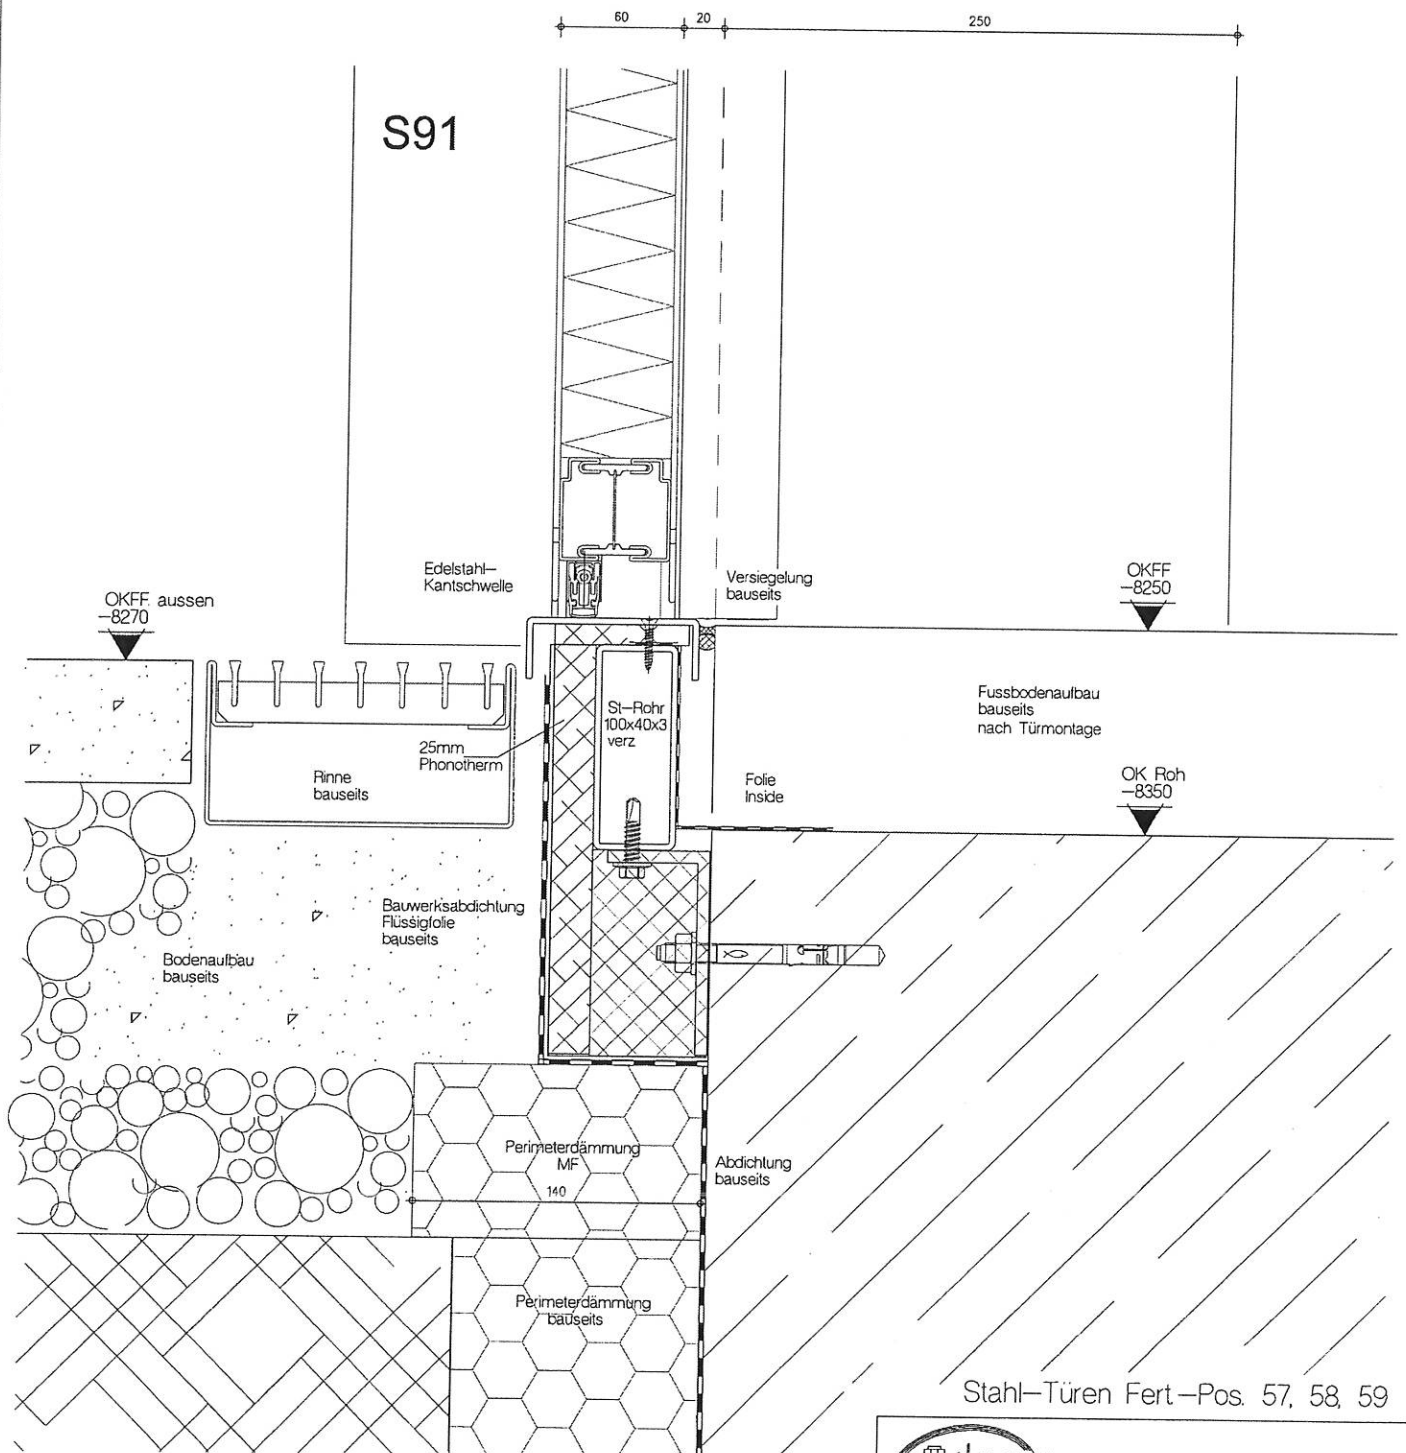 60
20
250
S91
Edelstahl-
Kantschwelle
Versiegelung
bauseits
OKFF
-8250
OKFF. aussen
-8270
Fussbodenaufbau
bauseits
nach Türmontage
St-Rohr
100x40x3
verz
25mm
Phonotherm
Rinne
bauseits
Folie
Inside
OK Roh
-8350
Bauwerksabdichtung
Flüssigfolie
bauseits
Bodenaufbau
bauseits
Perimeterdämmung
MF
140
Abdichtung
bauseits
Perimeterdämmung
bauseits
Stahl-Türen Fert-Pos. 57, 58, 59